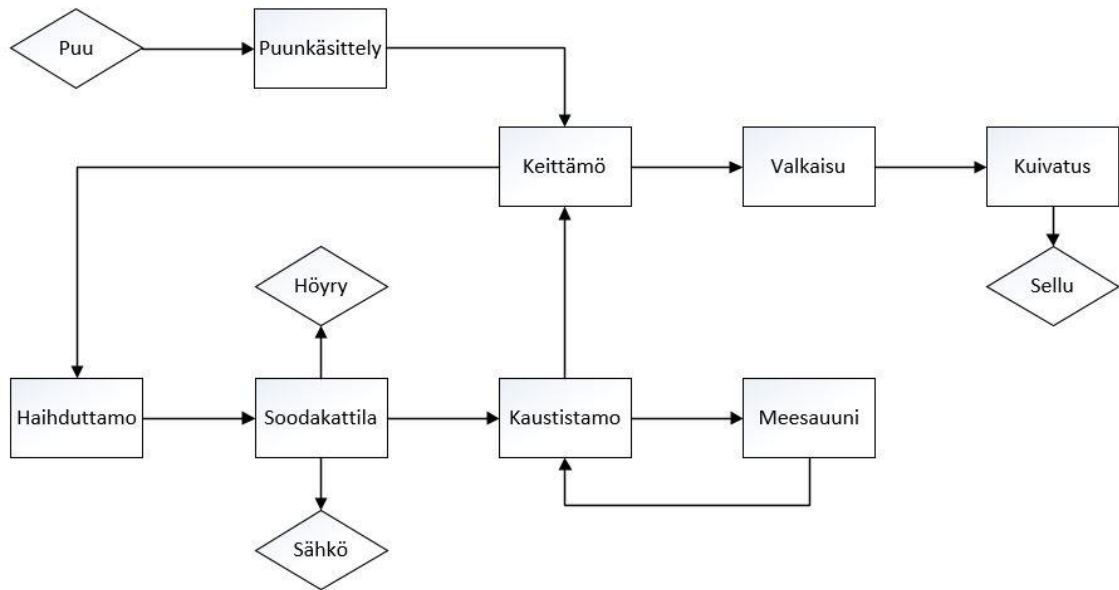 Puu
Puunkäsittely
Keittämö
Valkaisu
Kuivatus
Höyry
Sellu
Haihduttamo
Soodakattila
Kaustistamo
Meesauuni
Sähkö